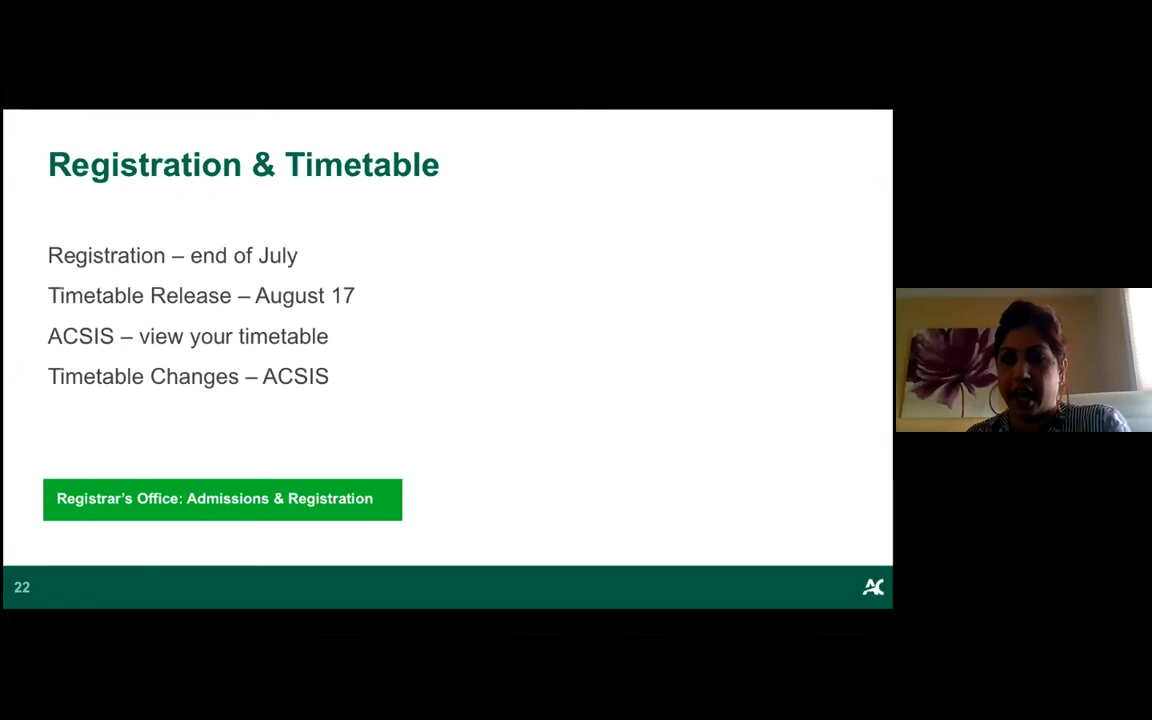 Registration & Timetable
Registration – end of July
Timetable Release – August 17
ACSIS – view your timetable
Timetable Changes – ACSIS
Registrar's Office: Admissions & Registration
22
AC